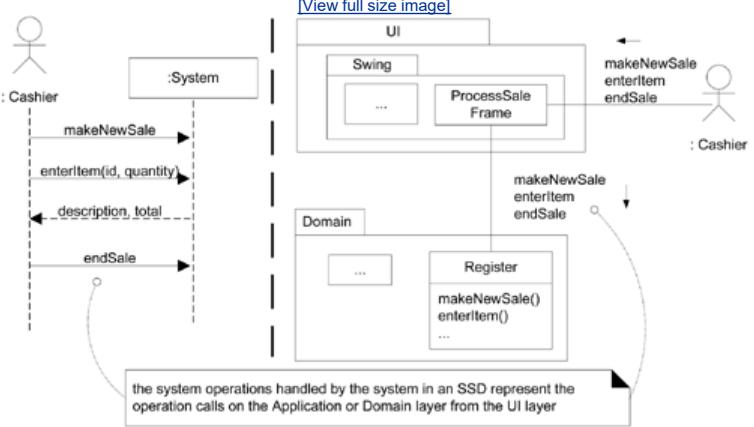 [View full size image]
: Cashier
:System
makeNewSale
enterItem(id, quantity)
description, total
endSale
UI
Swing
...
ProcessSale
Frame
makeNewSale
enterItem
endSale
: Cashier
makeNewSale
enterItem
endSale
Domain
...
Register
makeNewSale()
enterItem()
...
the system operations handled by the system in an SSD represent the
operation calls on the Application or Domain layer from the UI layer